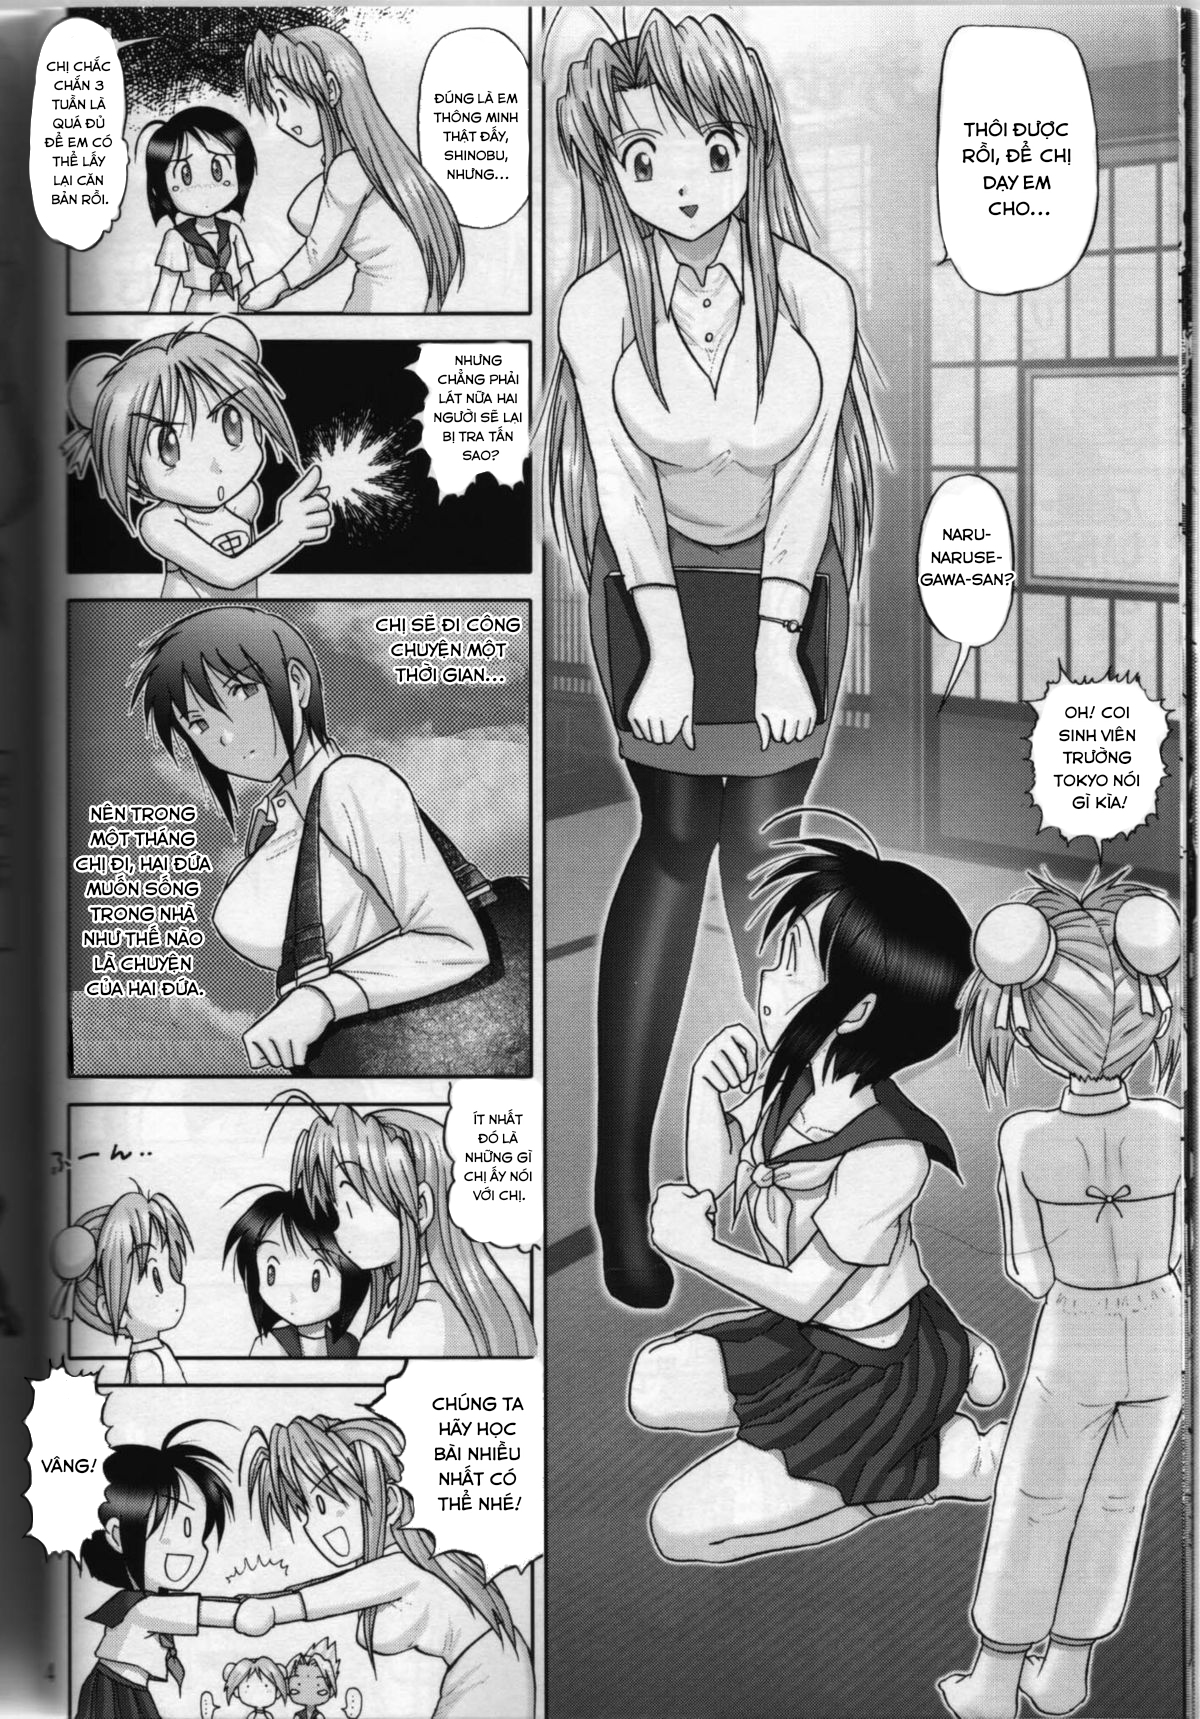 THÔI ĐƯỢC
RỒI, ĐỂ CHỊ
DẠY EM
CHO...
NARU-
NARUSE-
GAWA-SAN?
OH! COI
SINH VIÊN
TRƯỜNG
TOKYO NÓI
GÌ KÌA!
ĐÚNG LÀ EM
THÔNG MINH
THẬT ĐẤY,
SHINOBU,
NHƯNG...
CHỊ CHẮC
CHẮN 3
TUẦN LÀ
QUÁ ĐỦ
ĐỂ EM CÓ
THỂ LẤY
LẠI CĂN
BẢN RỒI.
NHƯNG
CHẲNG PHẢI
LÁT NỮA HAI
NGƯỜI SẼ LẠI
BỊ TRA TẤN
SAO?
中
CHỊ SẼ ĐI CÔNG
CHUYỆN MỘT
THỜI GIAN...
NÊN TRONG
MỘT THÁNG
CHỊ ĐI, HAI ĐỨA
MUỐN SỐNG
TRONG NHÀ
NHƯ THẾ NÀO
LÀ CHUYỆN
CỦA HAI ĐỨA.
ÍT NHẤT
ĐÓ LÀ
NHỮNG GÌ
CHỊ ẤY NÓI
VỚI CHỊ.
ふーん..
CHÚNG TA
HÃY HỌC
BÀI NHIỀU
NHẤT CÓ
THỂ NHÉ!
VÂNG!
...
...
4